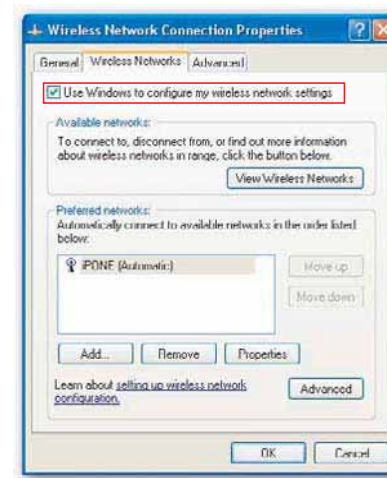 Wireless Network Connection Properties
General Wireless Networks Advanced
Use Windows to configure my wireless network settings
Available networks:
To connect to, disconnect from, or find out more information
about wireless networks in range, click the button below.
View Wireless Networks
Preferred networks:
Automatically connect to available networks in the order listed
below:
iPONE (Automatic)
Move up
Move down
Add... Remove Properties
Learn about setting up wireless network
configuration.
Advanced
OK Cancel